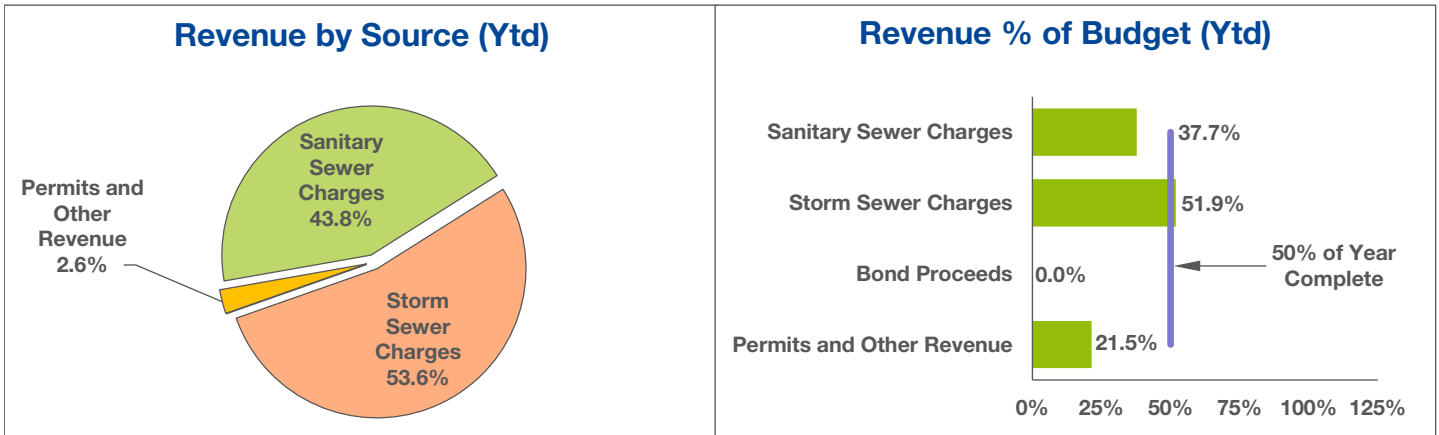 Revenue by Source (Ytd)
Sanitary
Sewer
Charges
43.8%
Permits and
Other
Revenue
2.6%
Storm
Sewer
Charges
53.6%
Revenue % of Budget (Ytd)
Sanitary Sewer Charges
37.7%
Storm Sewer Charges
51.9%
Bond Proceeds
0.0%
50% of Year
Complete
Permits and Other Revenue
21.5%
0% 25% 50% 75% 100% 125%